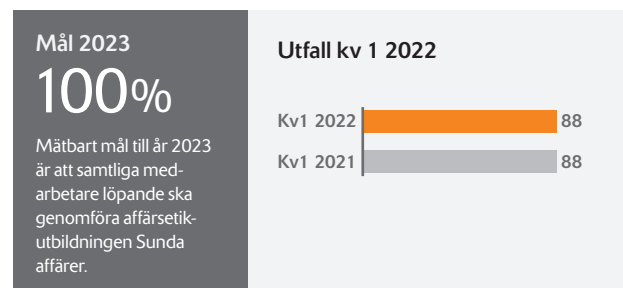 Mål 2023
100%
Mätbart mål till år 2023
är att samtliga med-
arbetare löpande ska
genomföra affärsetik-
utbildningen Sunda
affärer.
Utfall kv 1 2022
Kv1 2022 88
Kv1 2021 88